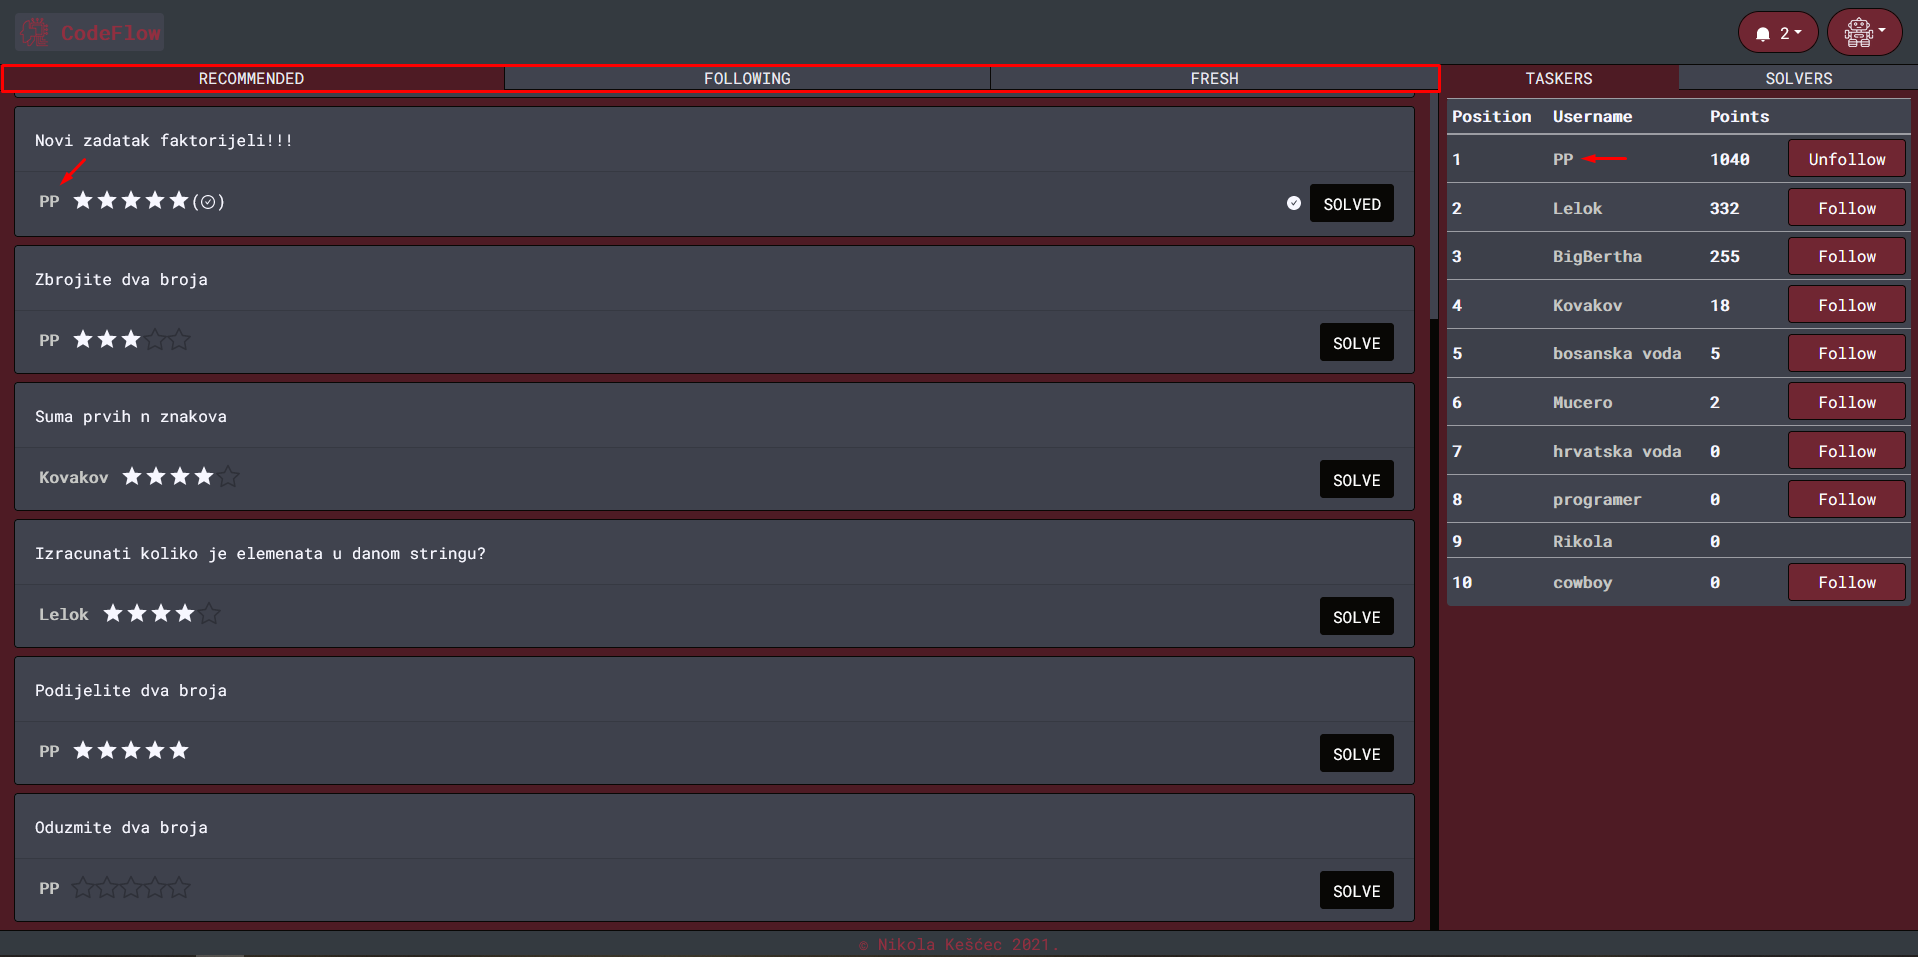 CodeFlow
2
RECOMMENDED FOLLOWING FRESH
TASKERS SOLVERS
Novi zadatak faktorijeli!!!
PP
SOLVED
Zbrojite dva broja
PP
SOLVE
Suma prvih n znakova
Kovakov
SOLVE
Izracunati koliko je elemenata u danom stringu?
Lelok
SOLVE
Podijelite dva broja
PP
SOLVE
Oduzmite dva broja
PP
SOLVE
Position Username Points
1 PP 1040 Unfollow
2 Lelok 332 Follow
3 BigBertha 255 Follow
4 Kovakov 18 Follow
5 bosanska voda 5 Follow
6 Mucero 2 Follow
7 hrvatska voda 0 Follow
8 programer 0 Follow
9 Rikola 0
10 cowboy 0 Follow
© Nikola Kešćec 2021.